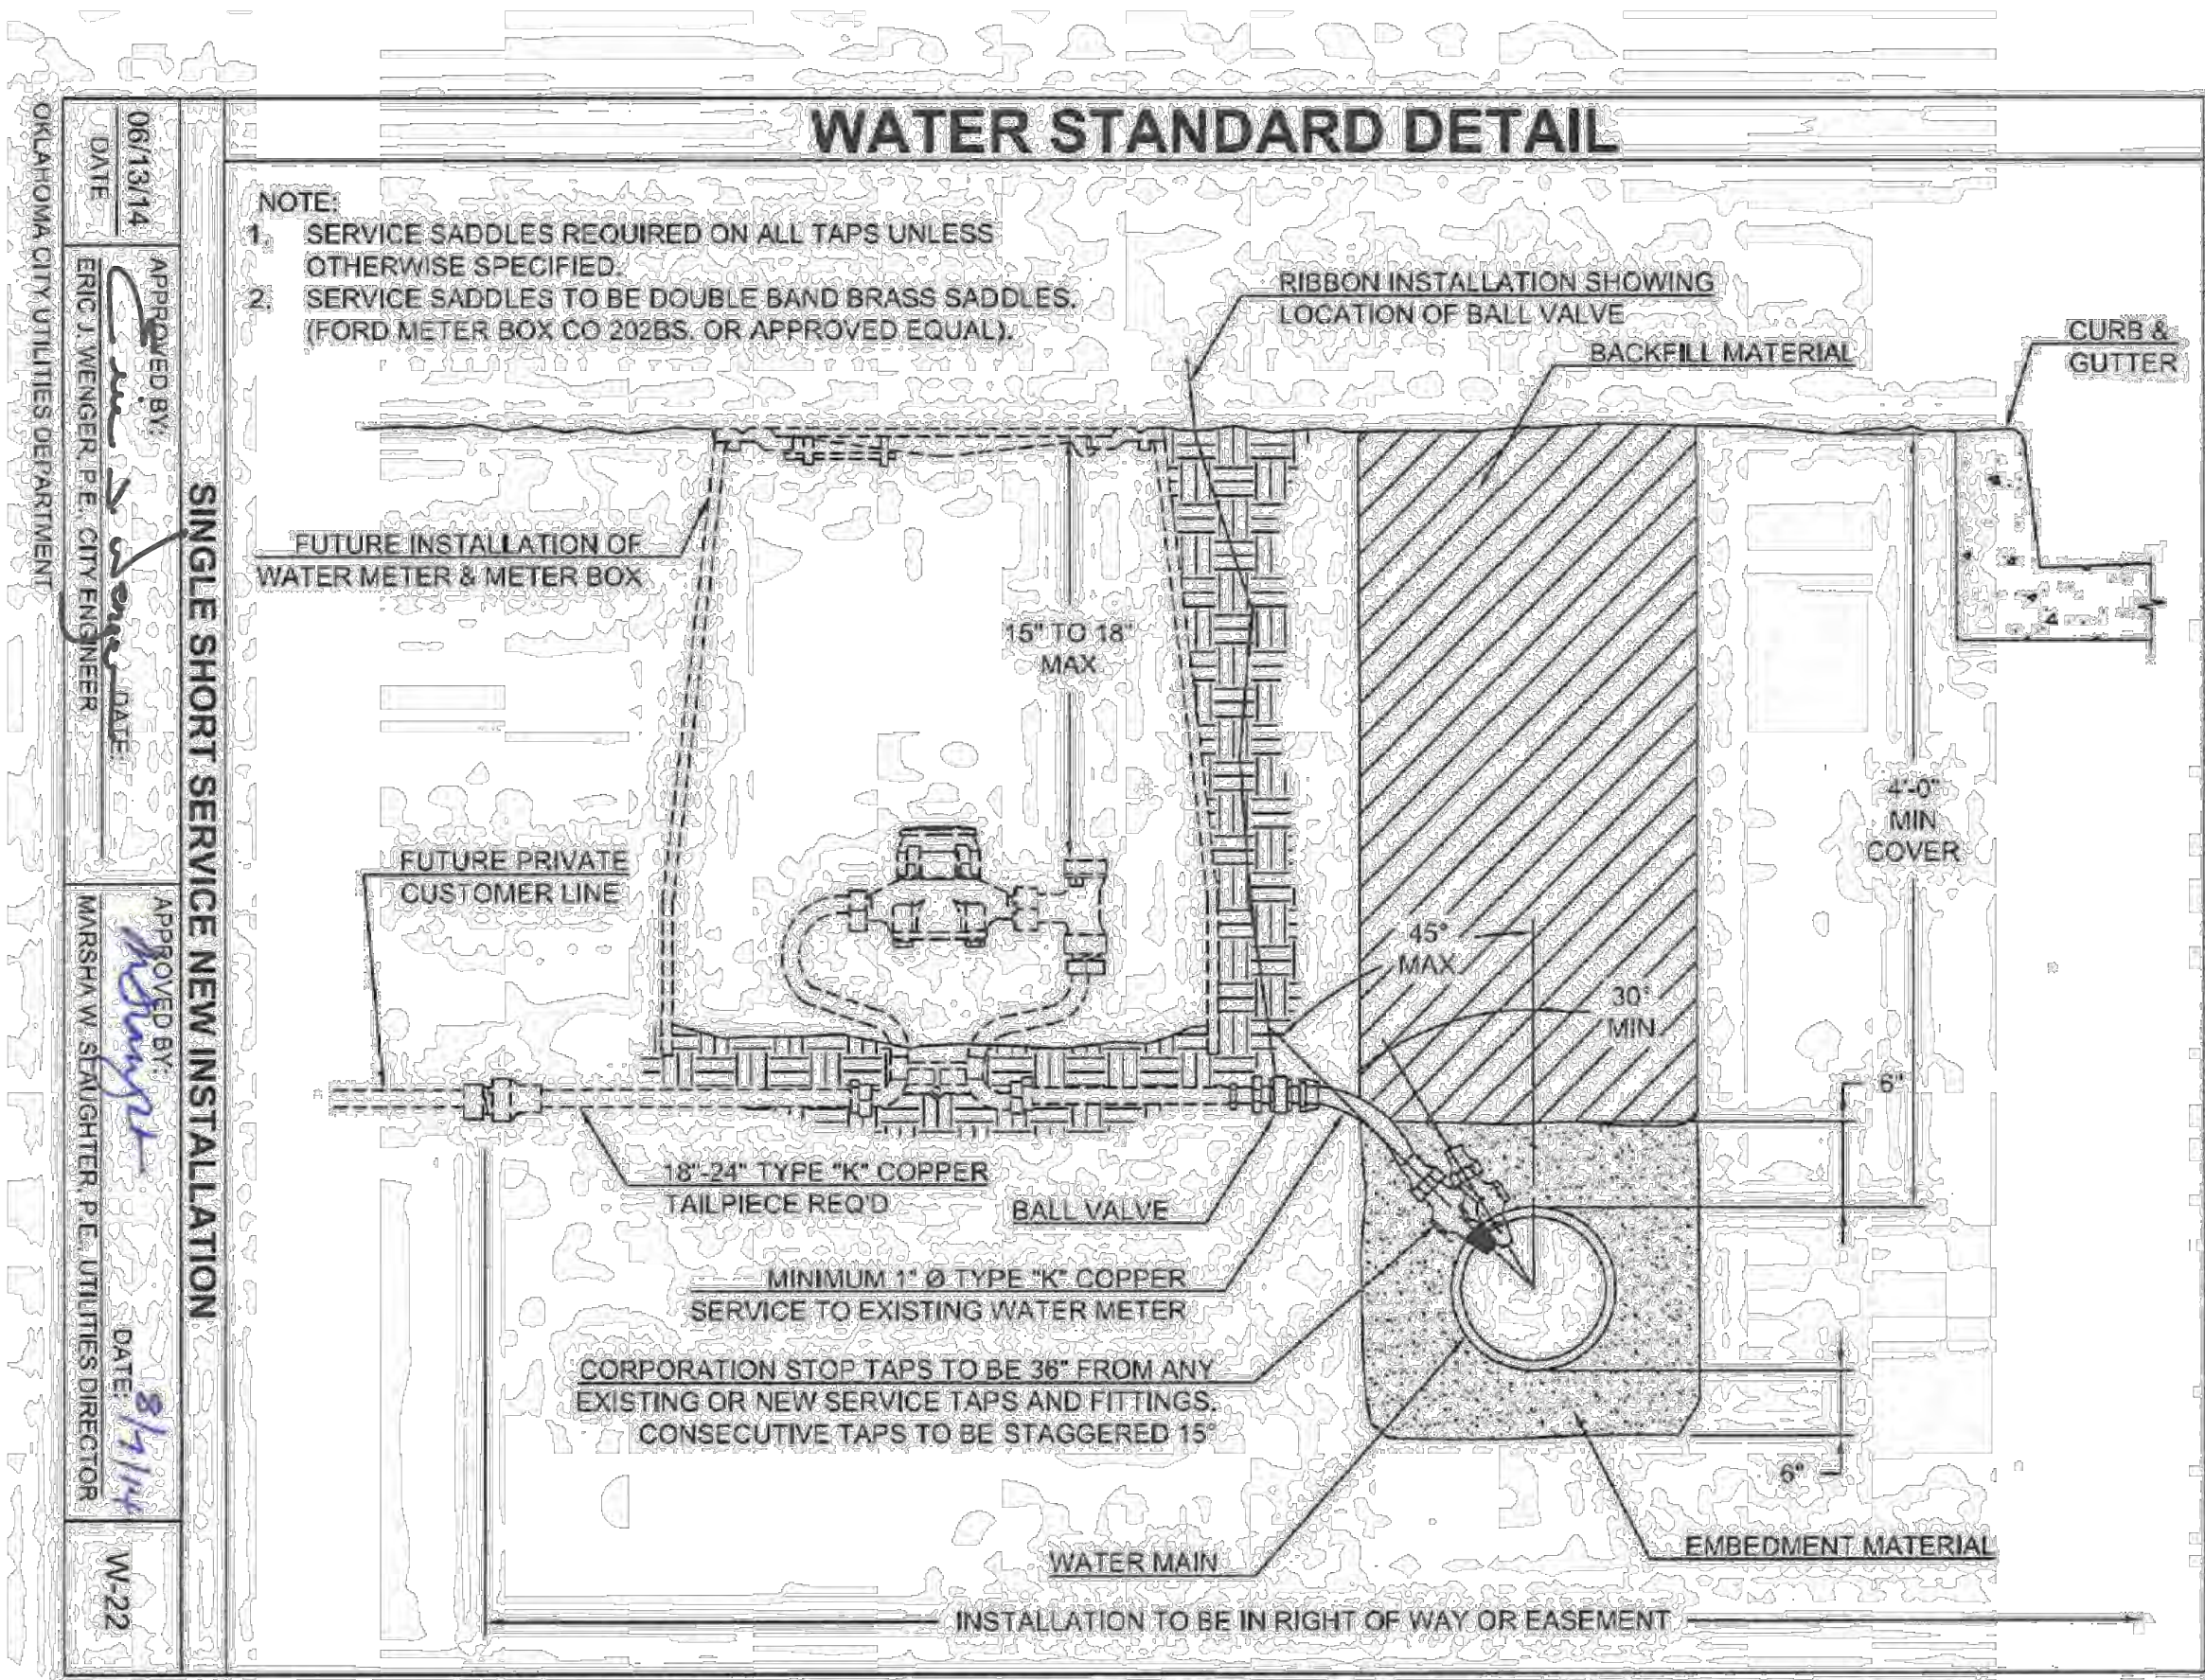 WATER STANDARD DETAIL
NOTE:
1. SERVICE SADDLES REQUIRED ON ALL TAPS UNLESS
OTHERWISE SPECIFIED.
2. SERVICE SADDLES TO BE DOUBLE BAND BRASS SADDLES.
(FORD METER BOX CO 202BS. OR APPROVED EQUAL).
RIBBON INSTALLATION SHOWING
LOCATION OF BALL VALVE
BACKFILL MATERIAL
CURB &
GUTTER
FUTURE INSTALLATION OF
WATER METER & METER BOX
15" TO 18"
MAX
4'-0"
MIN
COVER
FUTURE PRIVATE
CUSTOMER LINE
45°
MAX
30°
MIN
6"
18"-24" TYPE "K" COPPER
TAILPIECE REQ'D
BALL VALVE
MINIMUM 1" Ø TYPE "K" COPPER
SERVICE TO EXISTING WATER METER
CORPORATION STOP TAPS TO BE 36" FROM ANY
EXISTING OR NEW SERVICE TAPS AND FITTINGS.
CONSECUTIVE TAPS TO BE STAGGERED 15°
6"
EMBEDMENT MATERIAL
WATER MAIN
INSTALLATION TO BE IN RIGHT OF WAY OR EASEMENT
SINGLE SHORT SERVICE NEW INSTALLATION
06/13/14
DATE
APPROVED BY:
DATE:
ERIC J. WENGER, P.E., CITY ENGINEER
APPROVED BY:
DATE: 8/7/14
MARSHA W. SLAUGHTER, P.E., UTILITIES DIRECTOR
W-22
OKLAHOMA CITY UTILITIES DEPARTMENT